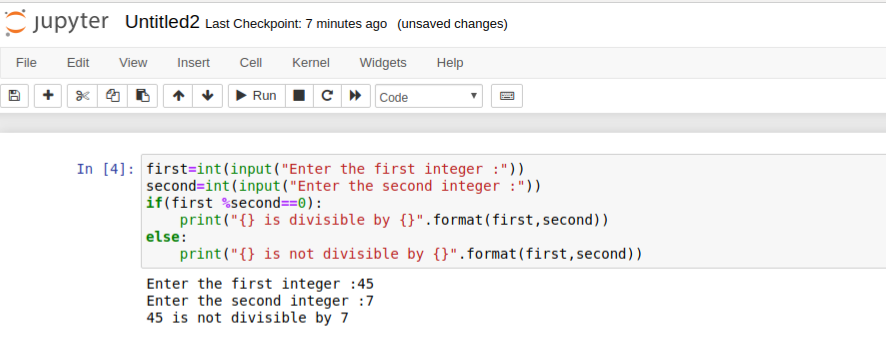 jupyter Untitled2 Last Checkpoint: 7 minutes ago (unsaved changes)
File Edit View Insert Cell Kernel Widgets Help
Run Code
In [4]: first=int(input("Enter the first integer :"))
second=int(input("Enter the second integer :"))
if(first %second==0):
    print("{} is divisible by {}".format(first,second))
else:
    print("{} is not divisible by {}".format(first,second))
Enter the first integer :45
Enter the second integer :7
45 is not divisible by 7